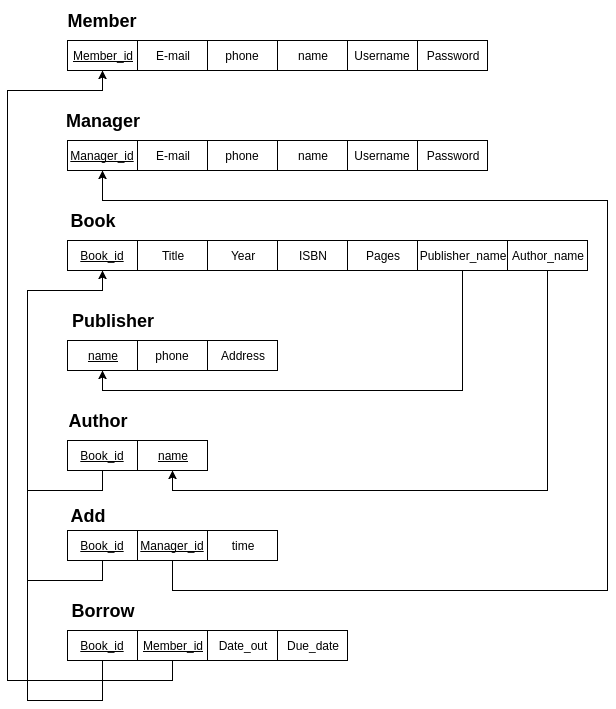 Member
Member_id E-mail phone name Username Password
Manager
Manager_id E-mail phone name Username Password
Book
Book_id Title Year ISBN Pages Publisher_name Author_name
Publisher
name phone Address
Author
Book_id name
Add
Book_id Manager_id time
Borrow
Book_id Member_id Date_out Due_date